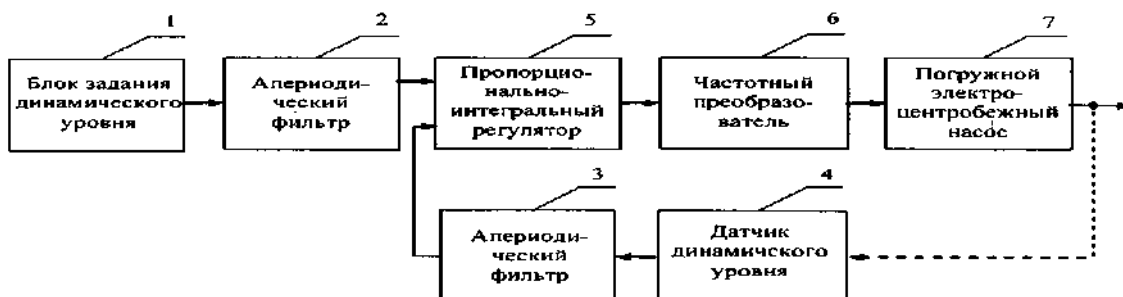 1
2
5
6
7
Блок задания
динамического
уровня
Апериоди-
ческий
фильтр
Пропорцио-
нально-
интегральный
регулятор
Частотный
преобразо-
ватель
Погружной
электро-
центробежный
насос
3
4
Апериоди-
ческий
фильтр
Датчик
динамичского
уровня